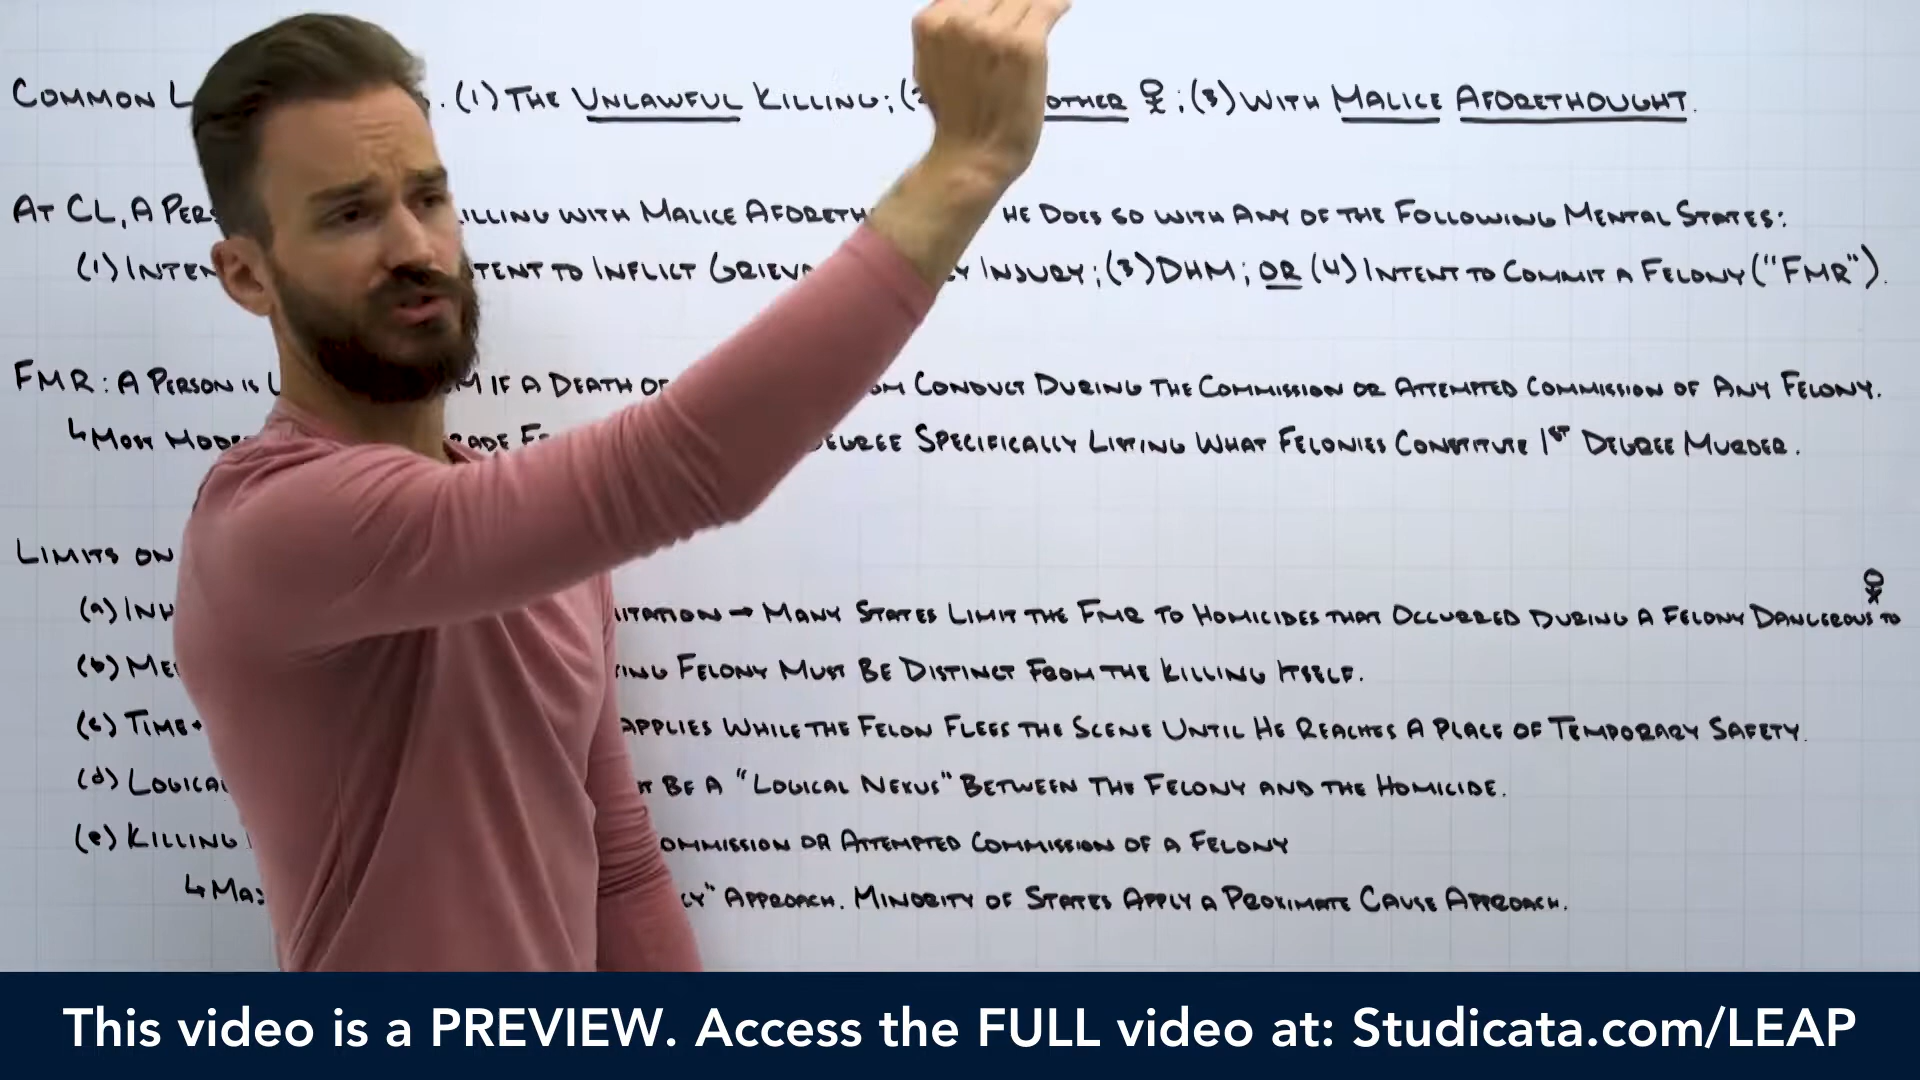 COMMON L . (1) THE UNLAWFUL KILLING; (2 OTHER ; (3) WITH MALICE AFORETHOUGHT.
AT CL, A PERS ILLING WITH MALICE AFORETH HE DOES SO WITH ANY OF THE FOLLOWING MENTAL STATES:
(1) INTEN TENT TO INFLICT GRIEV Y INJURY; (3) DHM; OR (4) INTENT TO COMMIT A FELONY ("FMR").
FMR: A PERSON IS L M IF A DEATH OF OM CONDUCT DURING THE COMMISSION OR ATTEMPTED COMMISSION OF ANY FELONY.
↳ MOST MODE RADE F DEGREE SPECIFICALLY LISTING WHAT FELONIES CONSTITUTE 1ST DEGREE MURDER.
LIMITS ON
(a) INH ITATION → MANY STATES LIMIT THE FMR TO HOMICIDES THAT OCCURRED DURING A FELONY DANGEROUS TO
(b) ME ING FELONY MUST BE DISTINCT FROM THE KILLING ITSELF.
(c) TIME APPLIES WHILE THE FELON FLEES THE SCENE UNTIL HE REACHES A PLACE OF TEMPORARY SAFETY.
(d) LOGICAL T BE A "LOGICAL NEXUS" BETWEEN THE FELONY AND THE HOMICIDE.
(e) KILLING OMMISSION OR ATTEMPTED COMMISSION OF A FELONY
↳ MA CY" APPROACH. MINORITY OF STATES APPLY A PROXIMATE CAUSE APPROACH.
This video is a PREVIEW. Access the FULL video at: Studicata.com/LEAP